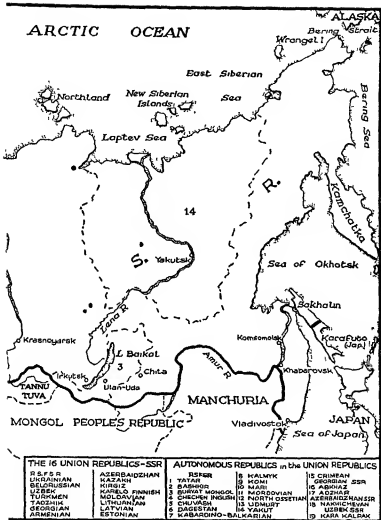 ALASKA
ARCTIC OCEAN
Bering Strait
Wrangel I
East Siberian
Sea
Northland
New Siberian
Islands
Laptev Sea
Baring Sea
R.
14
Kamchatka
S.
Yakutsk
Sea of Okhotsk
Lena R
Sakhalin
Krasnoyarsk
Komsomolsk
Karafuto
(Jap.)
L Baikal
3
Amur R
Irkutsk
Chita
Khabarovsk
Ulan-Uda
TANNU
TUVA
MANCHURIA
MONGOL PEOPLE'S REPUBLIC
Vladivostok
JAPAN
Sea of Japan
THE 16 UNION REPUBLICS-SSR
R S.F S R
UKRAINIAN
BELORUSSIAN
UZBEK
TURKMEN
TADZHIK
GEORGIAN
ARMENIAN
AZERBAIDZHAN
KAZAKH
KIRGIZ
KARELO FINNISH
MOLDAVIAN
LITHUANIAN
LATVIAN
ESTONIAN
AUTONOMOUS REPUBLICS in the UNION REPUBLICS
RSFSR
1 TATAR
2 BASHKIR
3 BURYAT MONGOL
4 CHECHEN INGUSH
5 CHUVASH
6 DAGESTAN
7 KABARDINO-BALKARIAN
8 KALMYK
9 KOMI
10 MARI
11 MORDOVIAN
12 NORTH OSSETIAN
13 UDMURT
14 YAKUT
15 CRIMEAN
GEORGIAN SSR
16 ABKHAZ
17 ADZHAR
AZERBAIDZHAN SSR
18 NAKHICHEVAN
UZBEK SSR
19 KARA KALPAK